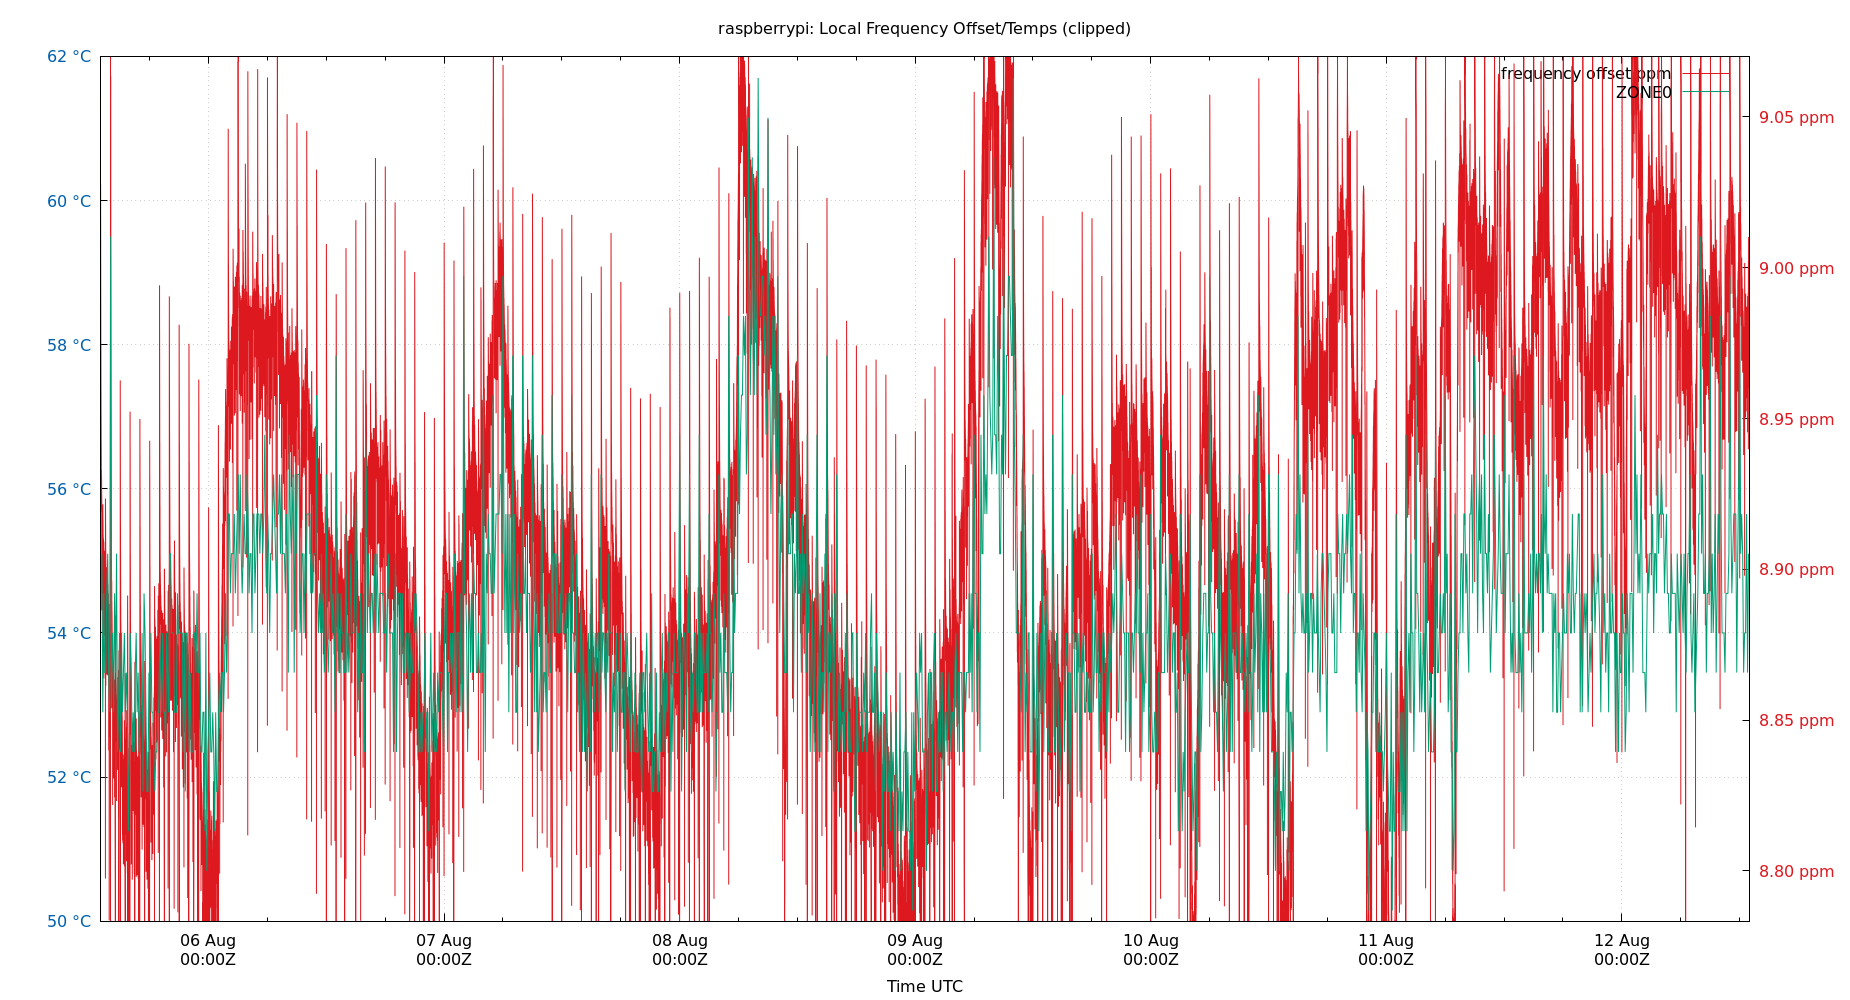 raspberrypi: Local Frequency Offset/Temps (clipped)
frequency offset ppm
ZONE0
62 °C
60 °C
58 °C
56 °C
54 °C
52 °C
50 °C
9.05 ppm
9.00 ppm
8.95 ppm
8.90 ppm
8.85 ppm
8.80 ppm
06 Aug
00:00Z
07 Aug
00:00Z
08 Aug
00:00Z
09 Aug
00:00Z
10 Aug
00:00Z
11 Aug
00:00Z
12 Aug
00:00Z
Time UTC